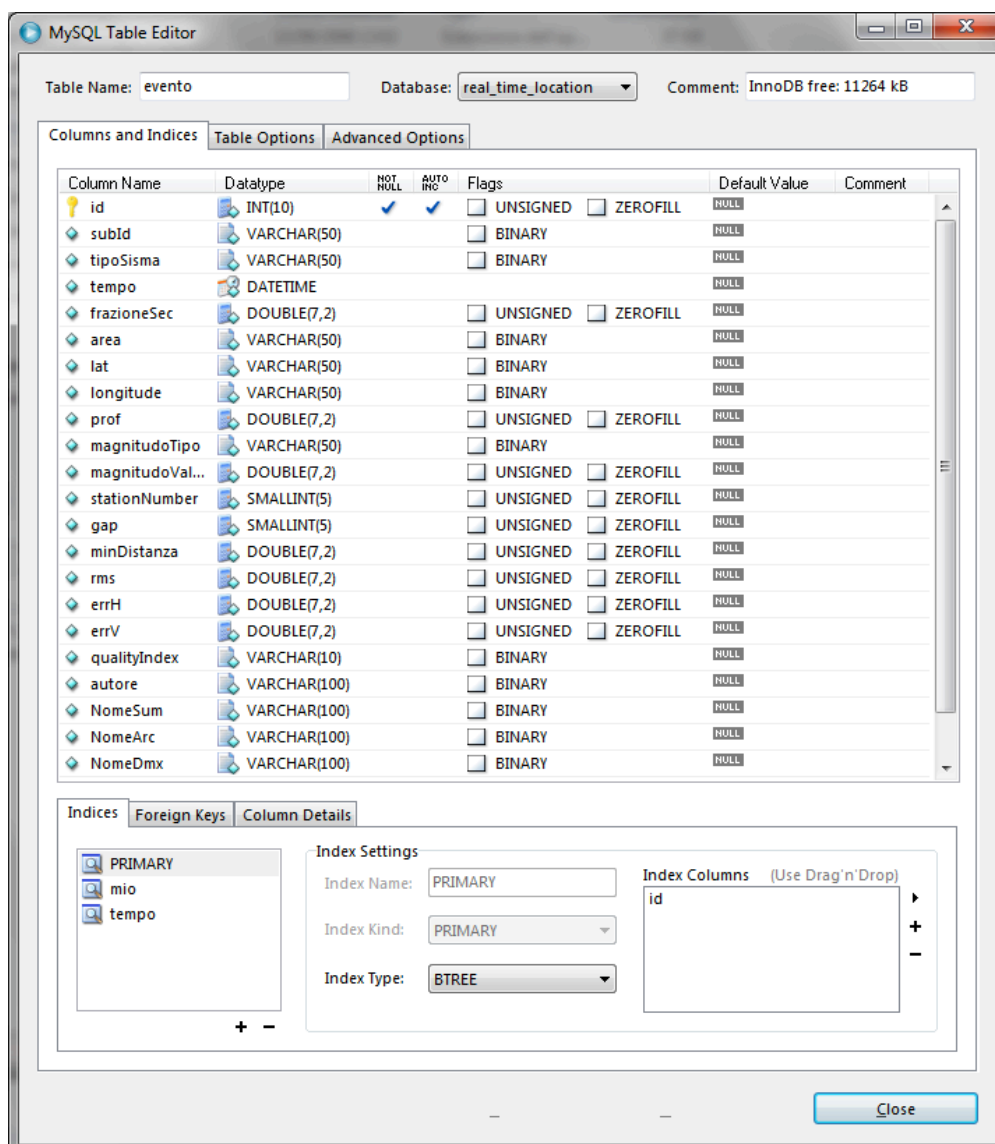 MySQL Table Editor
Table Name: evento Database: real_time_location Comment: InnoDB free: 11264 kB
Columns and Indices Table Options Advanced Options
Column Name Datatype NOT NULL AUTO INC Flags Default Value Comment
id INT(10) UNSIGNED ZEROFILL NULL
subId VARCHAR(50) BINARY NULL
tipoSisma VARCHAR(50) BINARY NULL
tempo DATETIME NULL
frazioneSec DOUBLE(7,2) UNSIGNED ZEROFILL NULL
area VARCHAR(50) BINARY NULL
lat VARCHAR(50) BINARY NULL
longitude VARCHAR(50) BINARY NULL
prof DOUBLE(7,2) UNSIGNED ZEROFILL NULL
magnitudoTipo VARCHAR(50) BINARY NULL
magnitudoVal... DOUBLE(7,2) UNSIGNED ZEROFILL NULL
stationNumber SMALLINT(5) UNSIGNED ZEROFILL NULL
gap SMALLINT(5) UNSIGNED ZEROFILL NULL
minDistanza DOUBLE(7,2) UNSIGNED ZEROFILL NULL
rms DOUBLE(7,2) UNSIGNED ZEROFILL NULL
errH DOUBLE(7,2) UNSIGNED ZEROFILL NULL
errV DOUBLE(7,2) UNSIGNED ZEROFILL NULL
qualityIndex VARCHAR(10) BINARY NULL
autore VARCHAR(100) BINARY NULL
NomeSum VARCHAR(100) BINARY NULL
NomeArc VARCHAR(100) BINARY NULL
NomeDmx VARCHAR(100) BINARY NULL
Indices Foreign Keys Column Details
PRIMARY
mio
tempo
Index Settings
Index Name: PRIMARY
Index Kind: PRIMARY
Index Type: BTREE
Index Columns (Use Drag'n'Drop)
id
Close